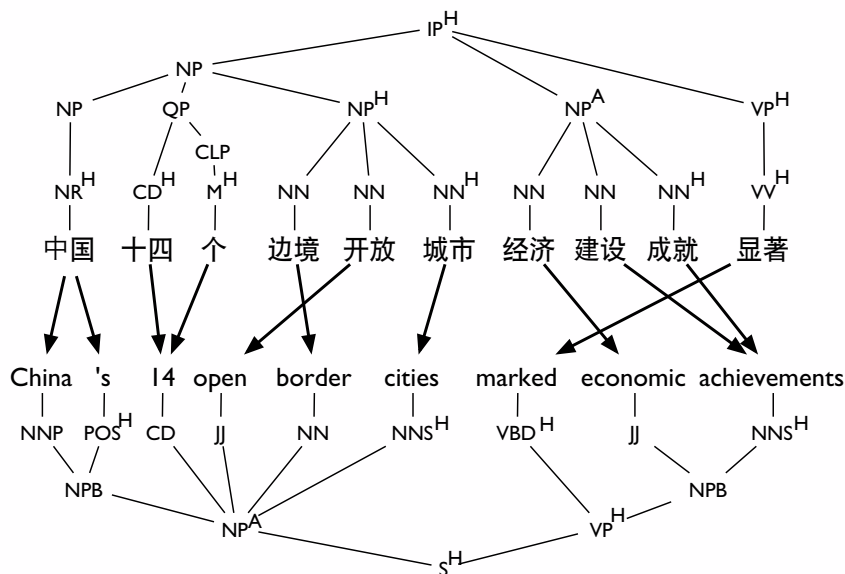 IP^H
NP
NP QP NP^H NP^A VP^H
CLP
NR^H CD^H M^H NN NN NN^H NN NN NN^H VV^H
中国 十四 个 边境 开放 城市 经济 建设 成就 显著
China 's 14 open border cities marked economic achievements
NNP POS^H CD JJ NN NNS^H VBD^H JJ NNS^H
NPB NPB
NP^A VP^H
S^H